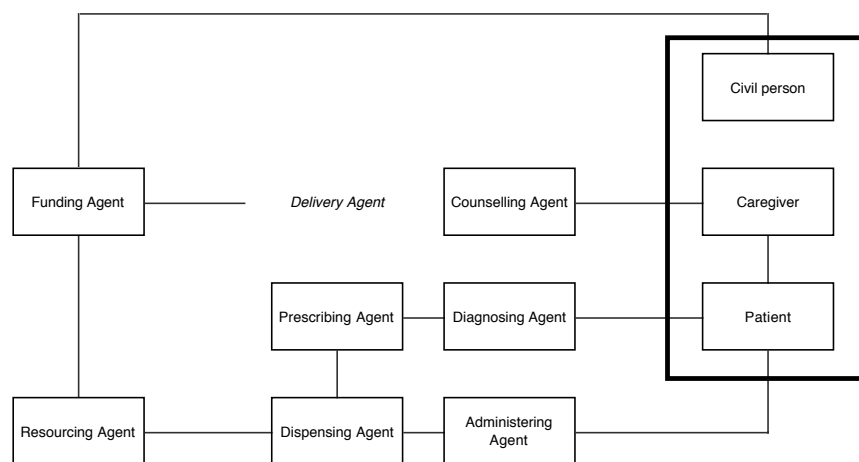 Civil person
Funding Agent
Delivery Agent
Counselling Agent
Caregiver
Prescribing Agent
Diagnosing Agent
Patient
Resourcing Agent
Dispensing Agent
Administering
Agent